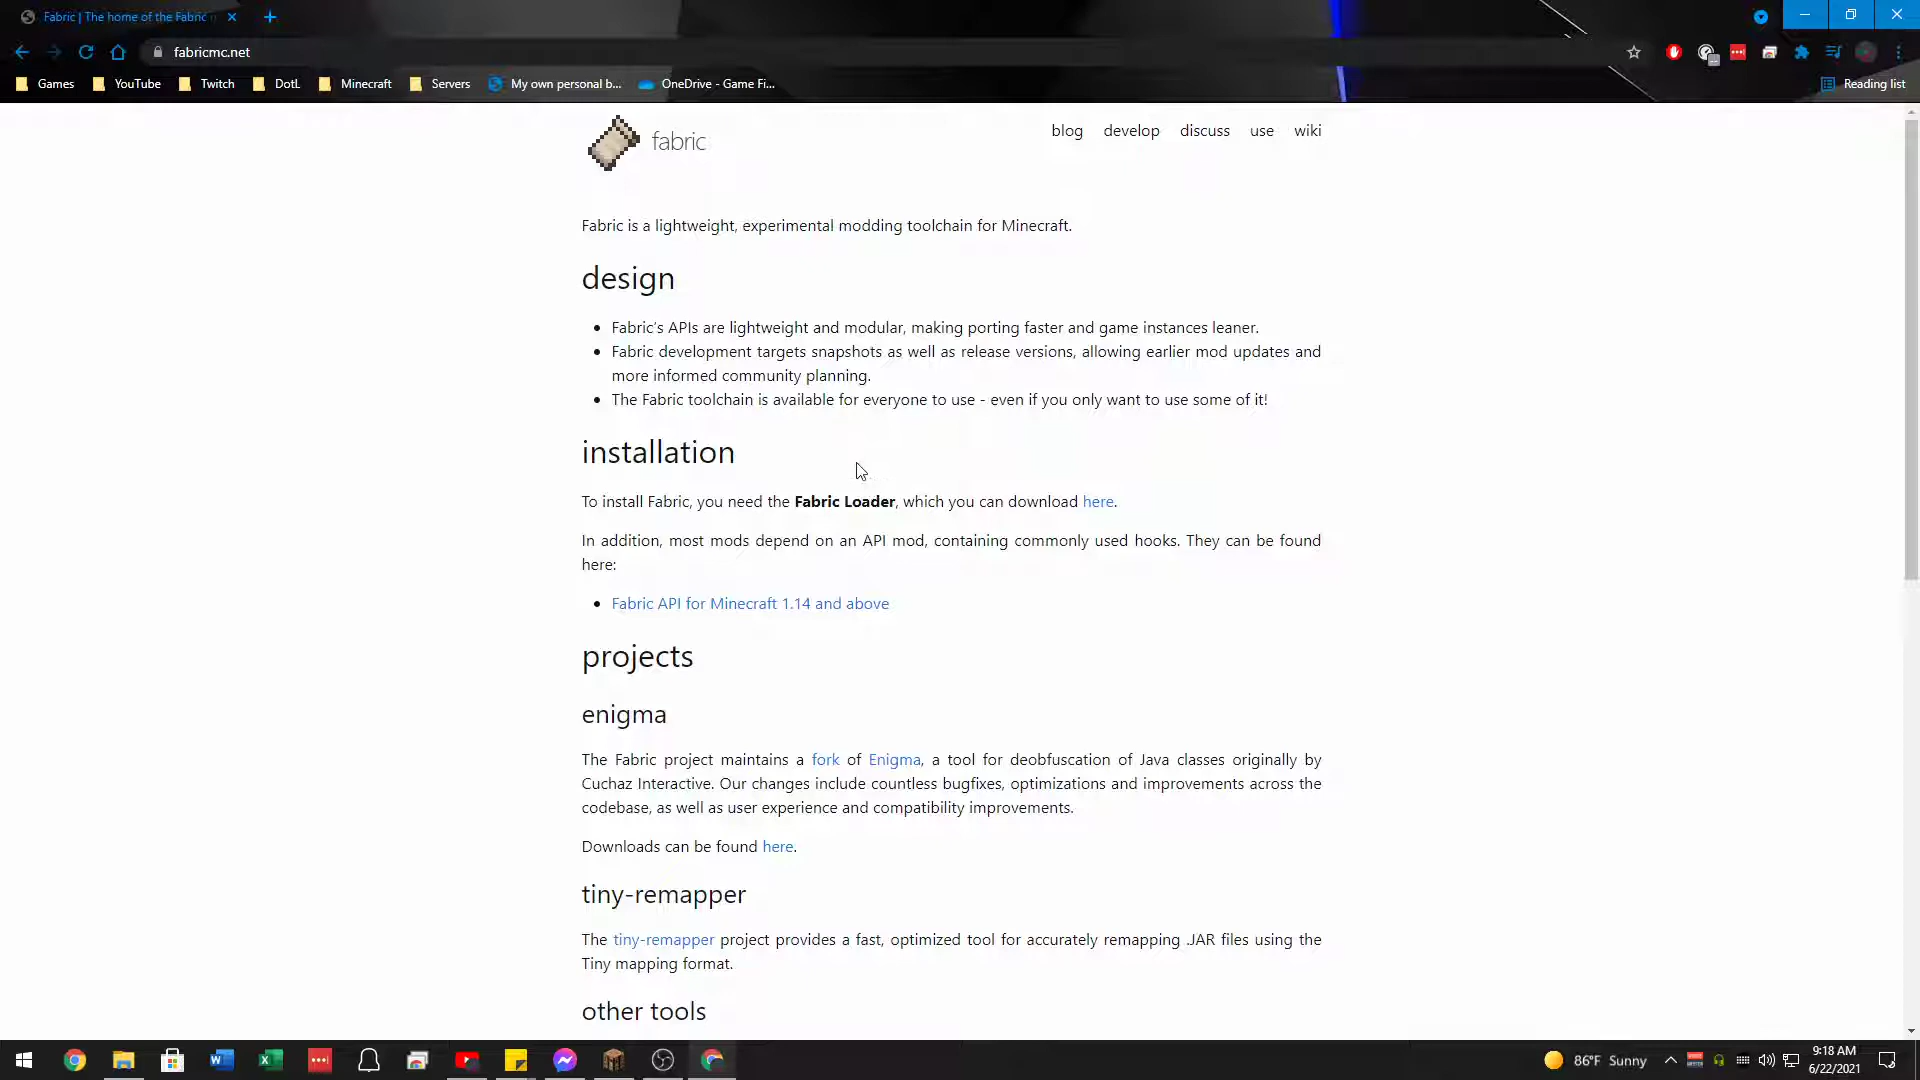 Fabric | The home of the Fabric
fabricmc.net
Games YouTube Twitch DotL Minecraft Servers My own personal b... OneDrive - Game Fi... Reading list
fabric
blog develop discuss use wiki
Fabric is a lightweight, experimental modding toolchain for Minecraft.
design
• Fabric's APIs are lightweight and modular, making porting faster and game instances leaner.
• Fabric development targets snapshots as well as release versions, allowing earlier mod updates and
more informed community planning.
• The Fabric toolchain is available for everyone to use - even if you only want to use some of it!
installation
To install Fabric, you need the Fabric Loader, which you can download here.
In addition, most mods depend on an API mod, containing commonly used hooks. They can be found
here:
• Fabric API for Minecraft 1.14 and above
projects
enigma
The Fabric project maintains a fork of Enigma, a tool for deobfuscation of Java classes originally by
Cuchaz Interactive. Our changes include countless bugfixes, optimizations and improvements across the
codebase, as well as user experience and compatibility improvements.
Downloads can be found here.
tiny-remapper
The tiny-remapper project provides a fast, optimized tool for accurately remapping .JAR files using the
Tiny mapping format.
other tools
86°F Sunny
9:18 AM
6/22/2021